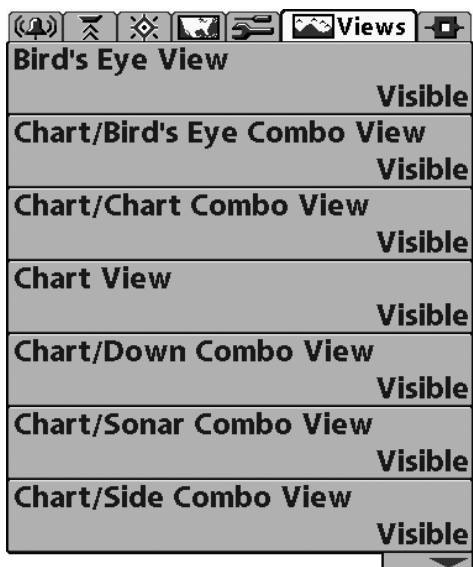 Views
Bird's Eye View
Visible
Chart/Bird's Eye Combo View
Visible
Chart/Chart Combo View
Visible
Chart View
Visible
Chart/Down Combo View
Visible
Chart/Sonar Combo View
Visible
Chart/Side Combo View
Visible